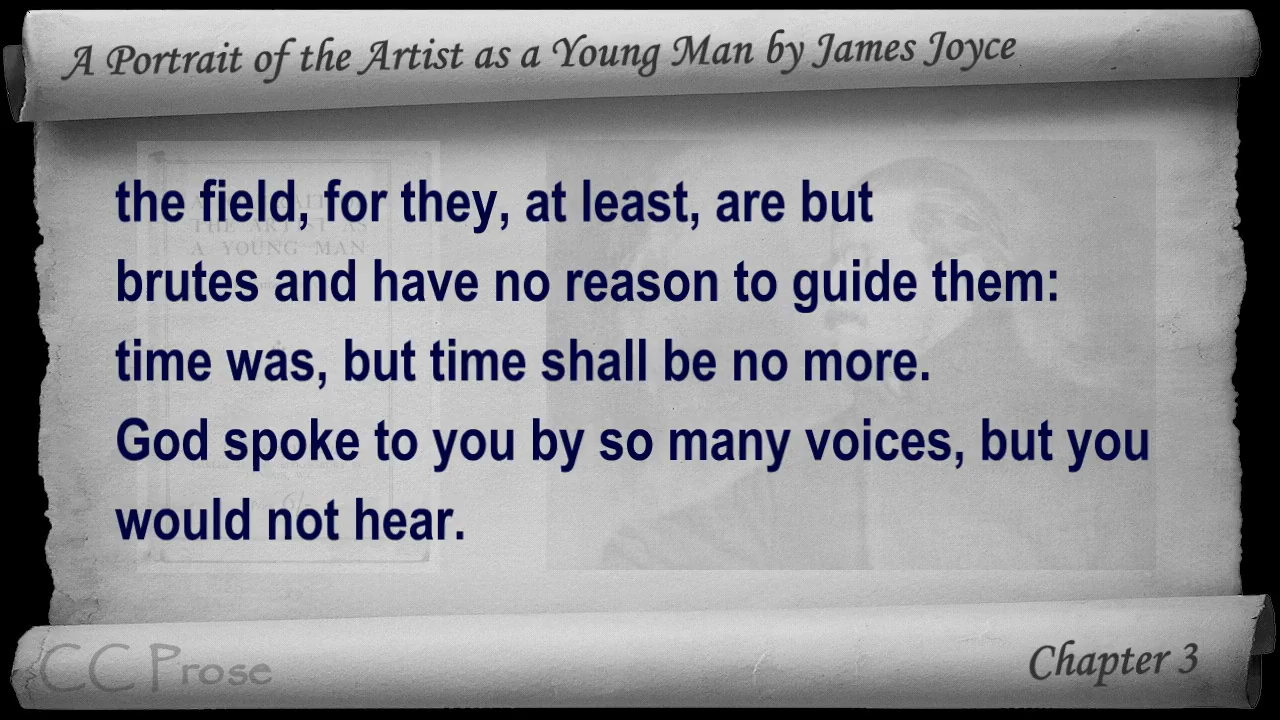 A Portrait of the Artist as a Young Man by James Joyce
the field, for they, at least, are but
brutes and have no reason to guide them:
time was, but time shall be no more.
God spoke to you by so many voices, but you
would not hear.
CC Prose
Chapter 3